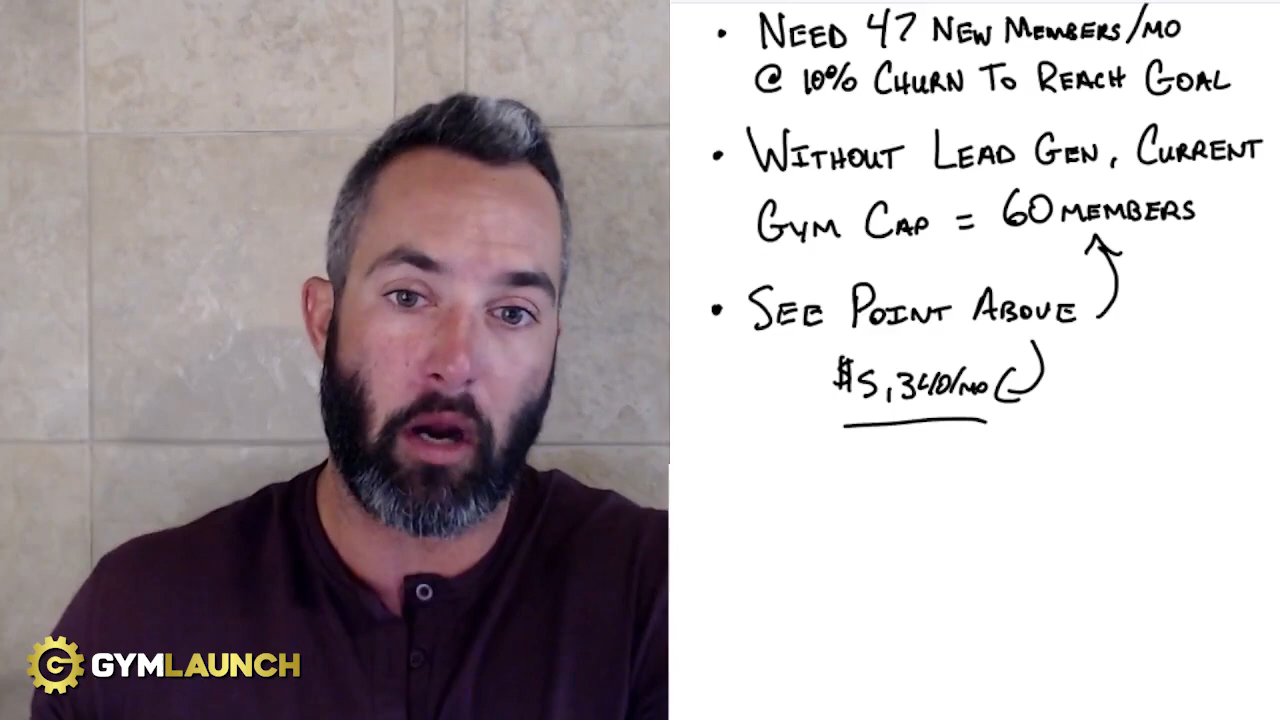 • NEED 47 NEW MEMBERS/MO
@ 10% CHURN TO REACH GOAL
• WITHOUT LEAD GEN, CURRENT
GYM CAP = 60 MEMBERS
• SEE POINT ABOVE
$5,340/MO
G GYMLAUNCH